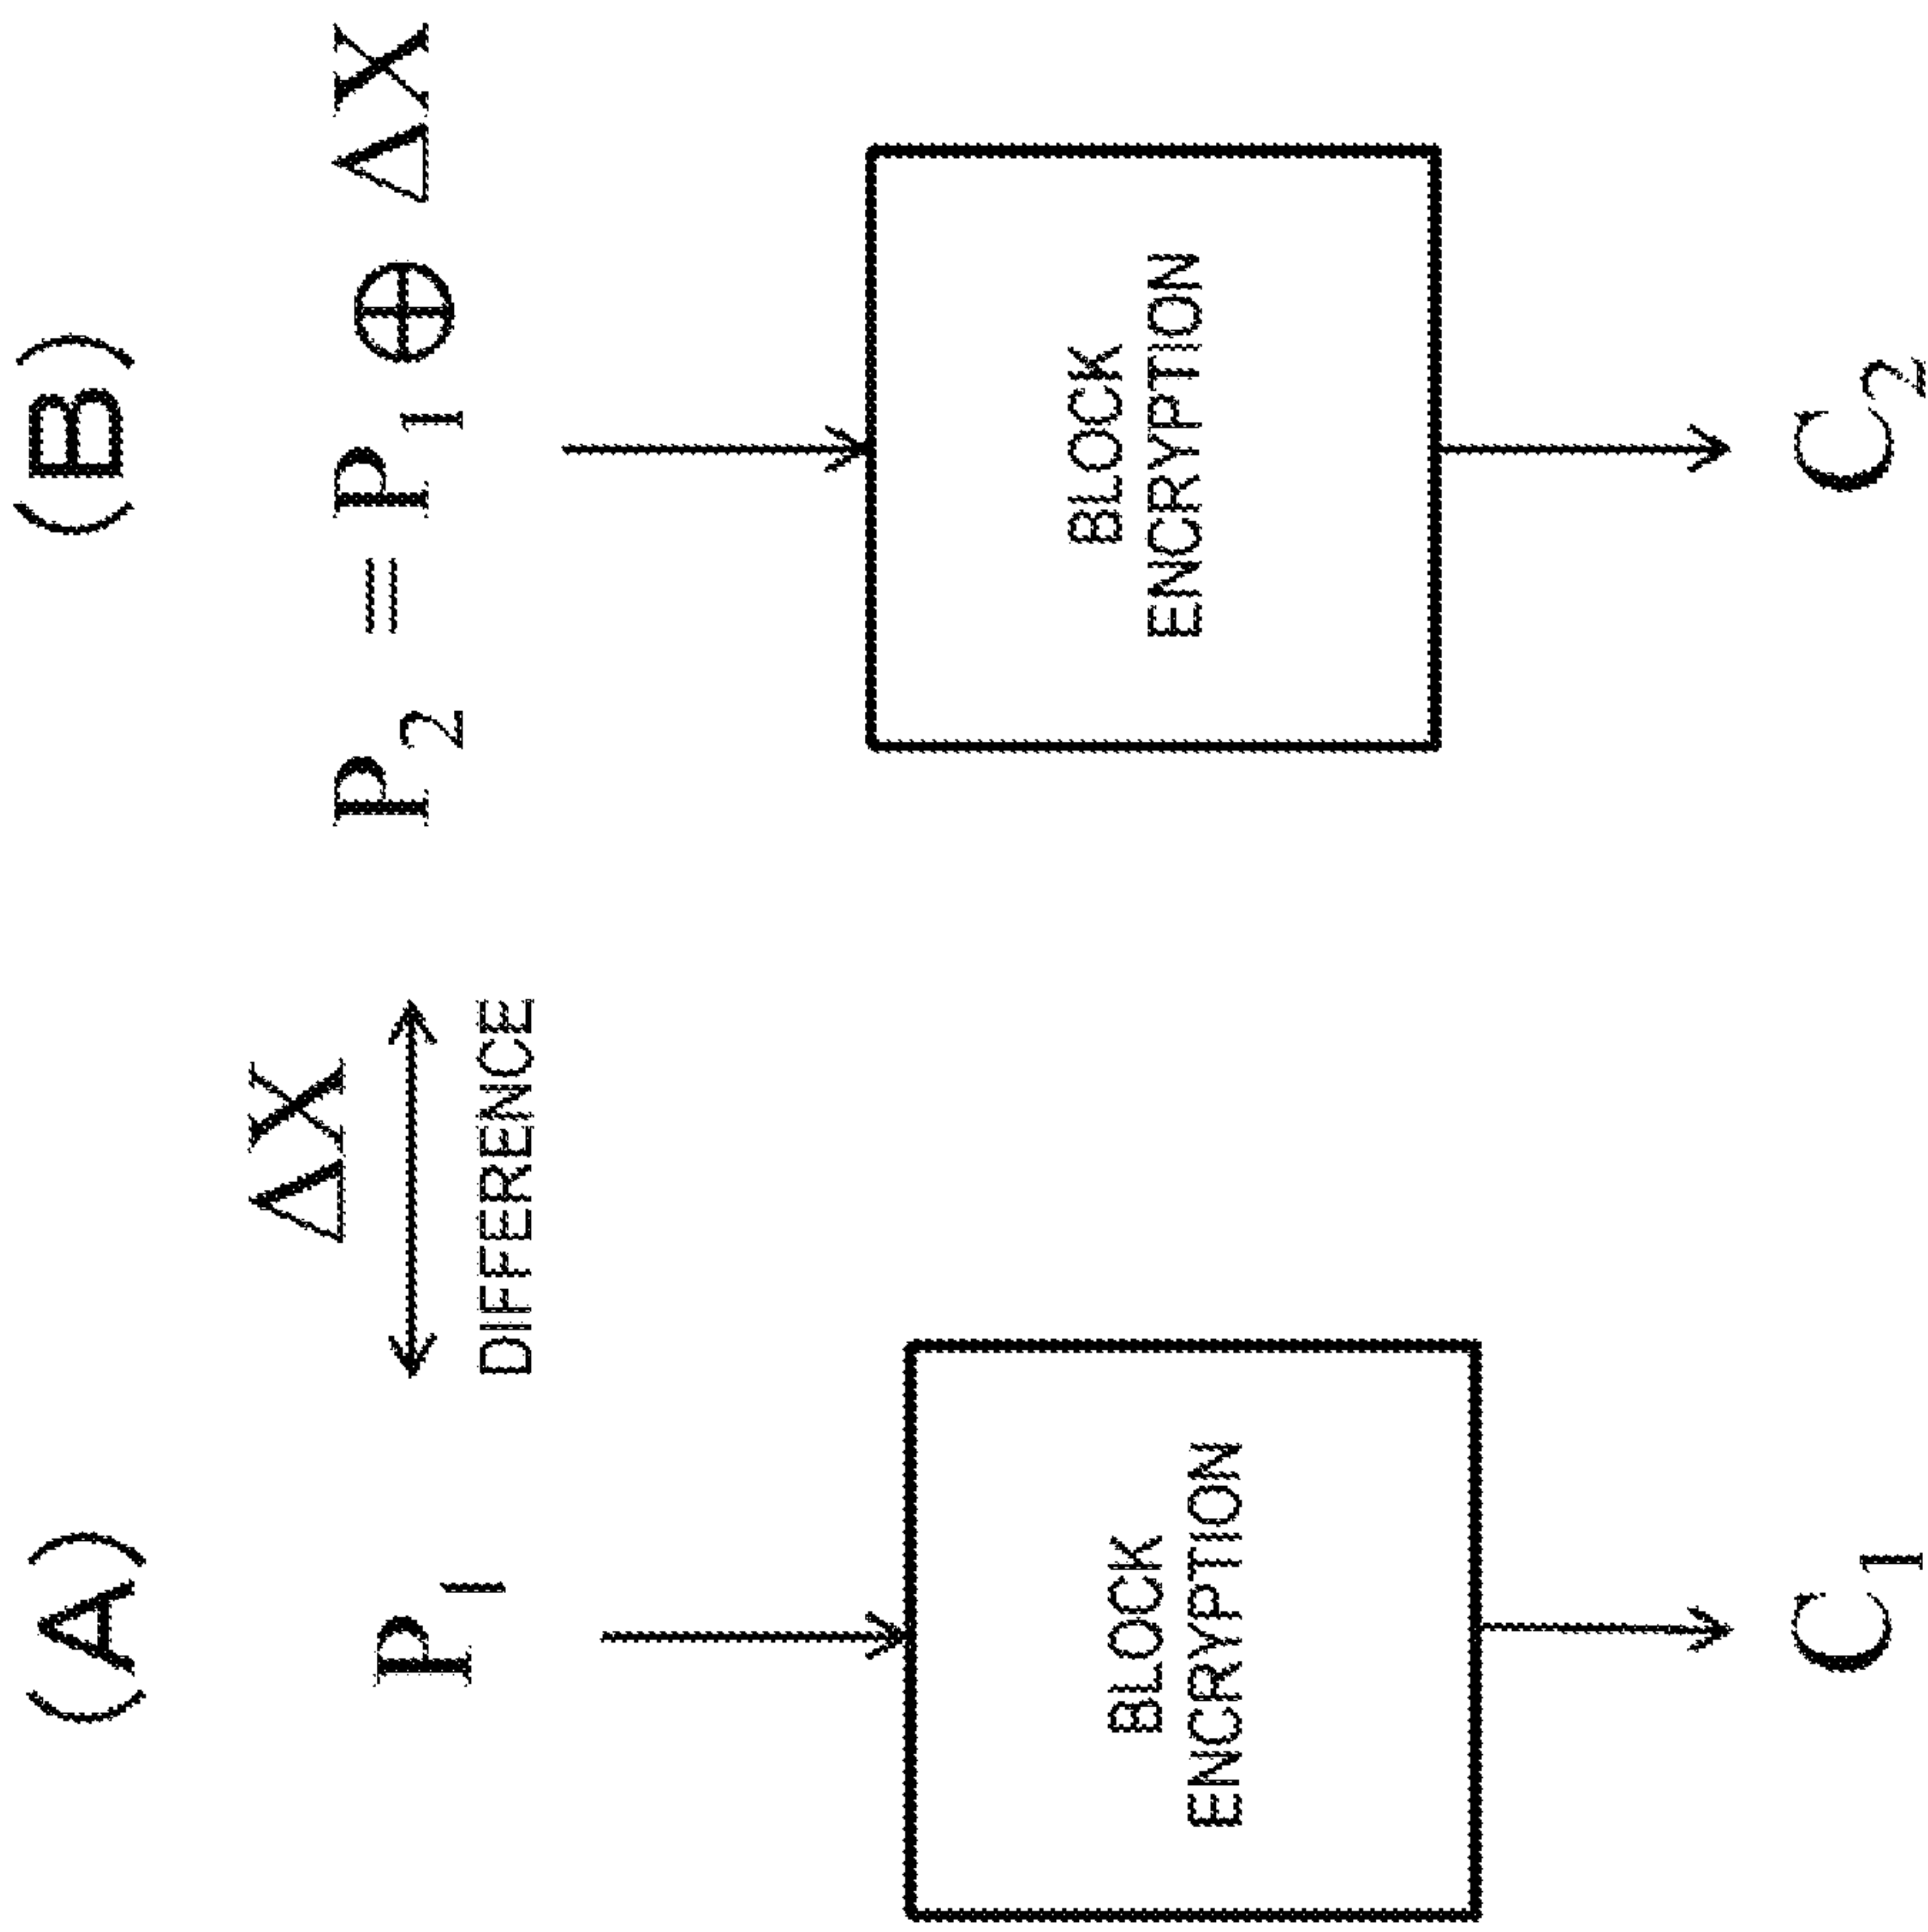 (A)
(B)
ΔX
P₁
P₂ = P₁ ⊕ ΔX
DIFFERENCE
BLOCK
ENCRYPTION
BLOCK
ENCRYPTION
C₁
C₂